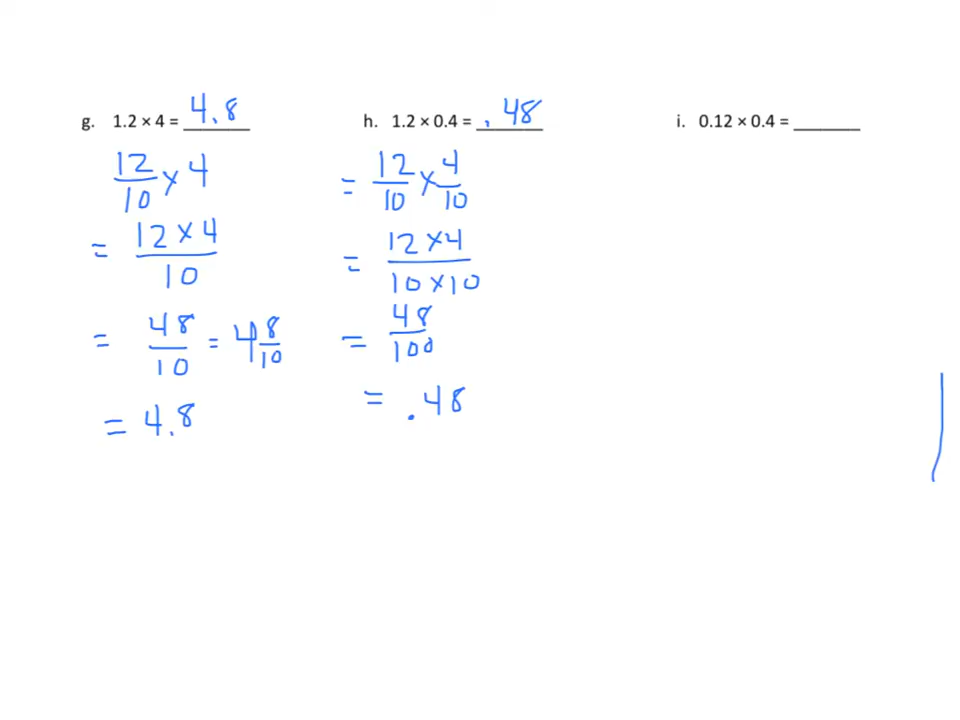 g. 1.2 × 4 = 4.8
12/10 × 4
= 12 × 4 / 10
= 48/10 = 4 8/10
= 4.8
h. 1.2 × 0.4 = .48
= 12/10 × 4/10
= 12 × 4 / 10 × 10
= 48/100
= .48
i. 0.12 × 0.4 = ______